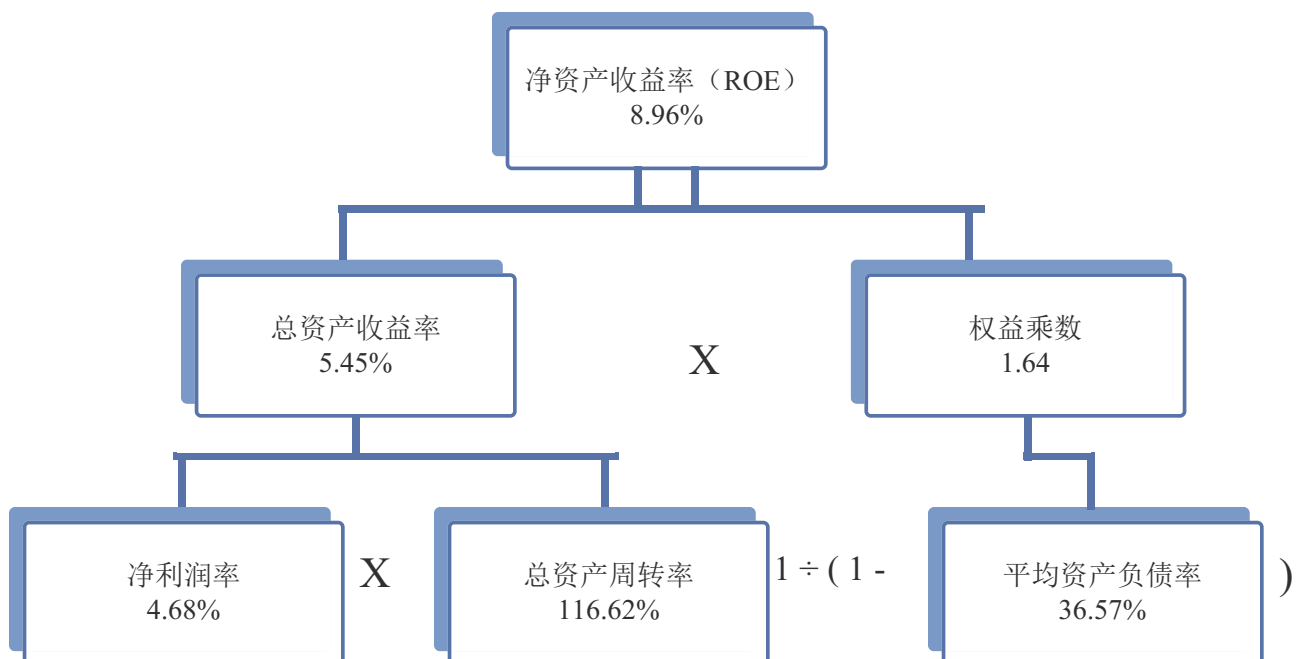 净资产收益率（ROE）
8.96%
总资产收益率
5.45%
X
权益乘数
1.64
净利润率
4.68%
X
总资产周转率
116.62%
1 ÷ ( 1 -
平均资产负债率
36.57%
)